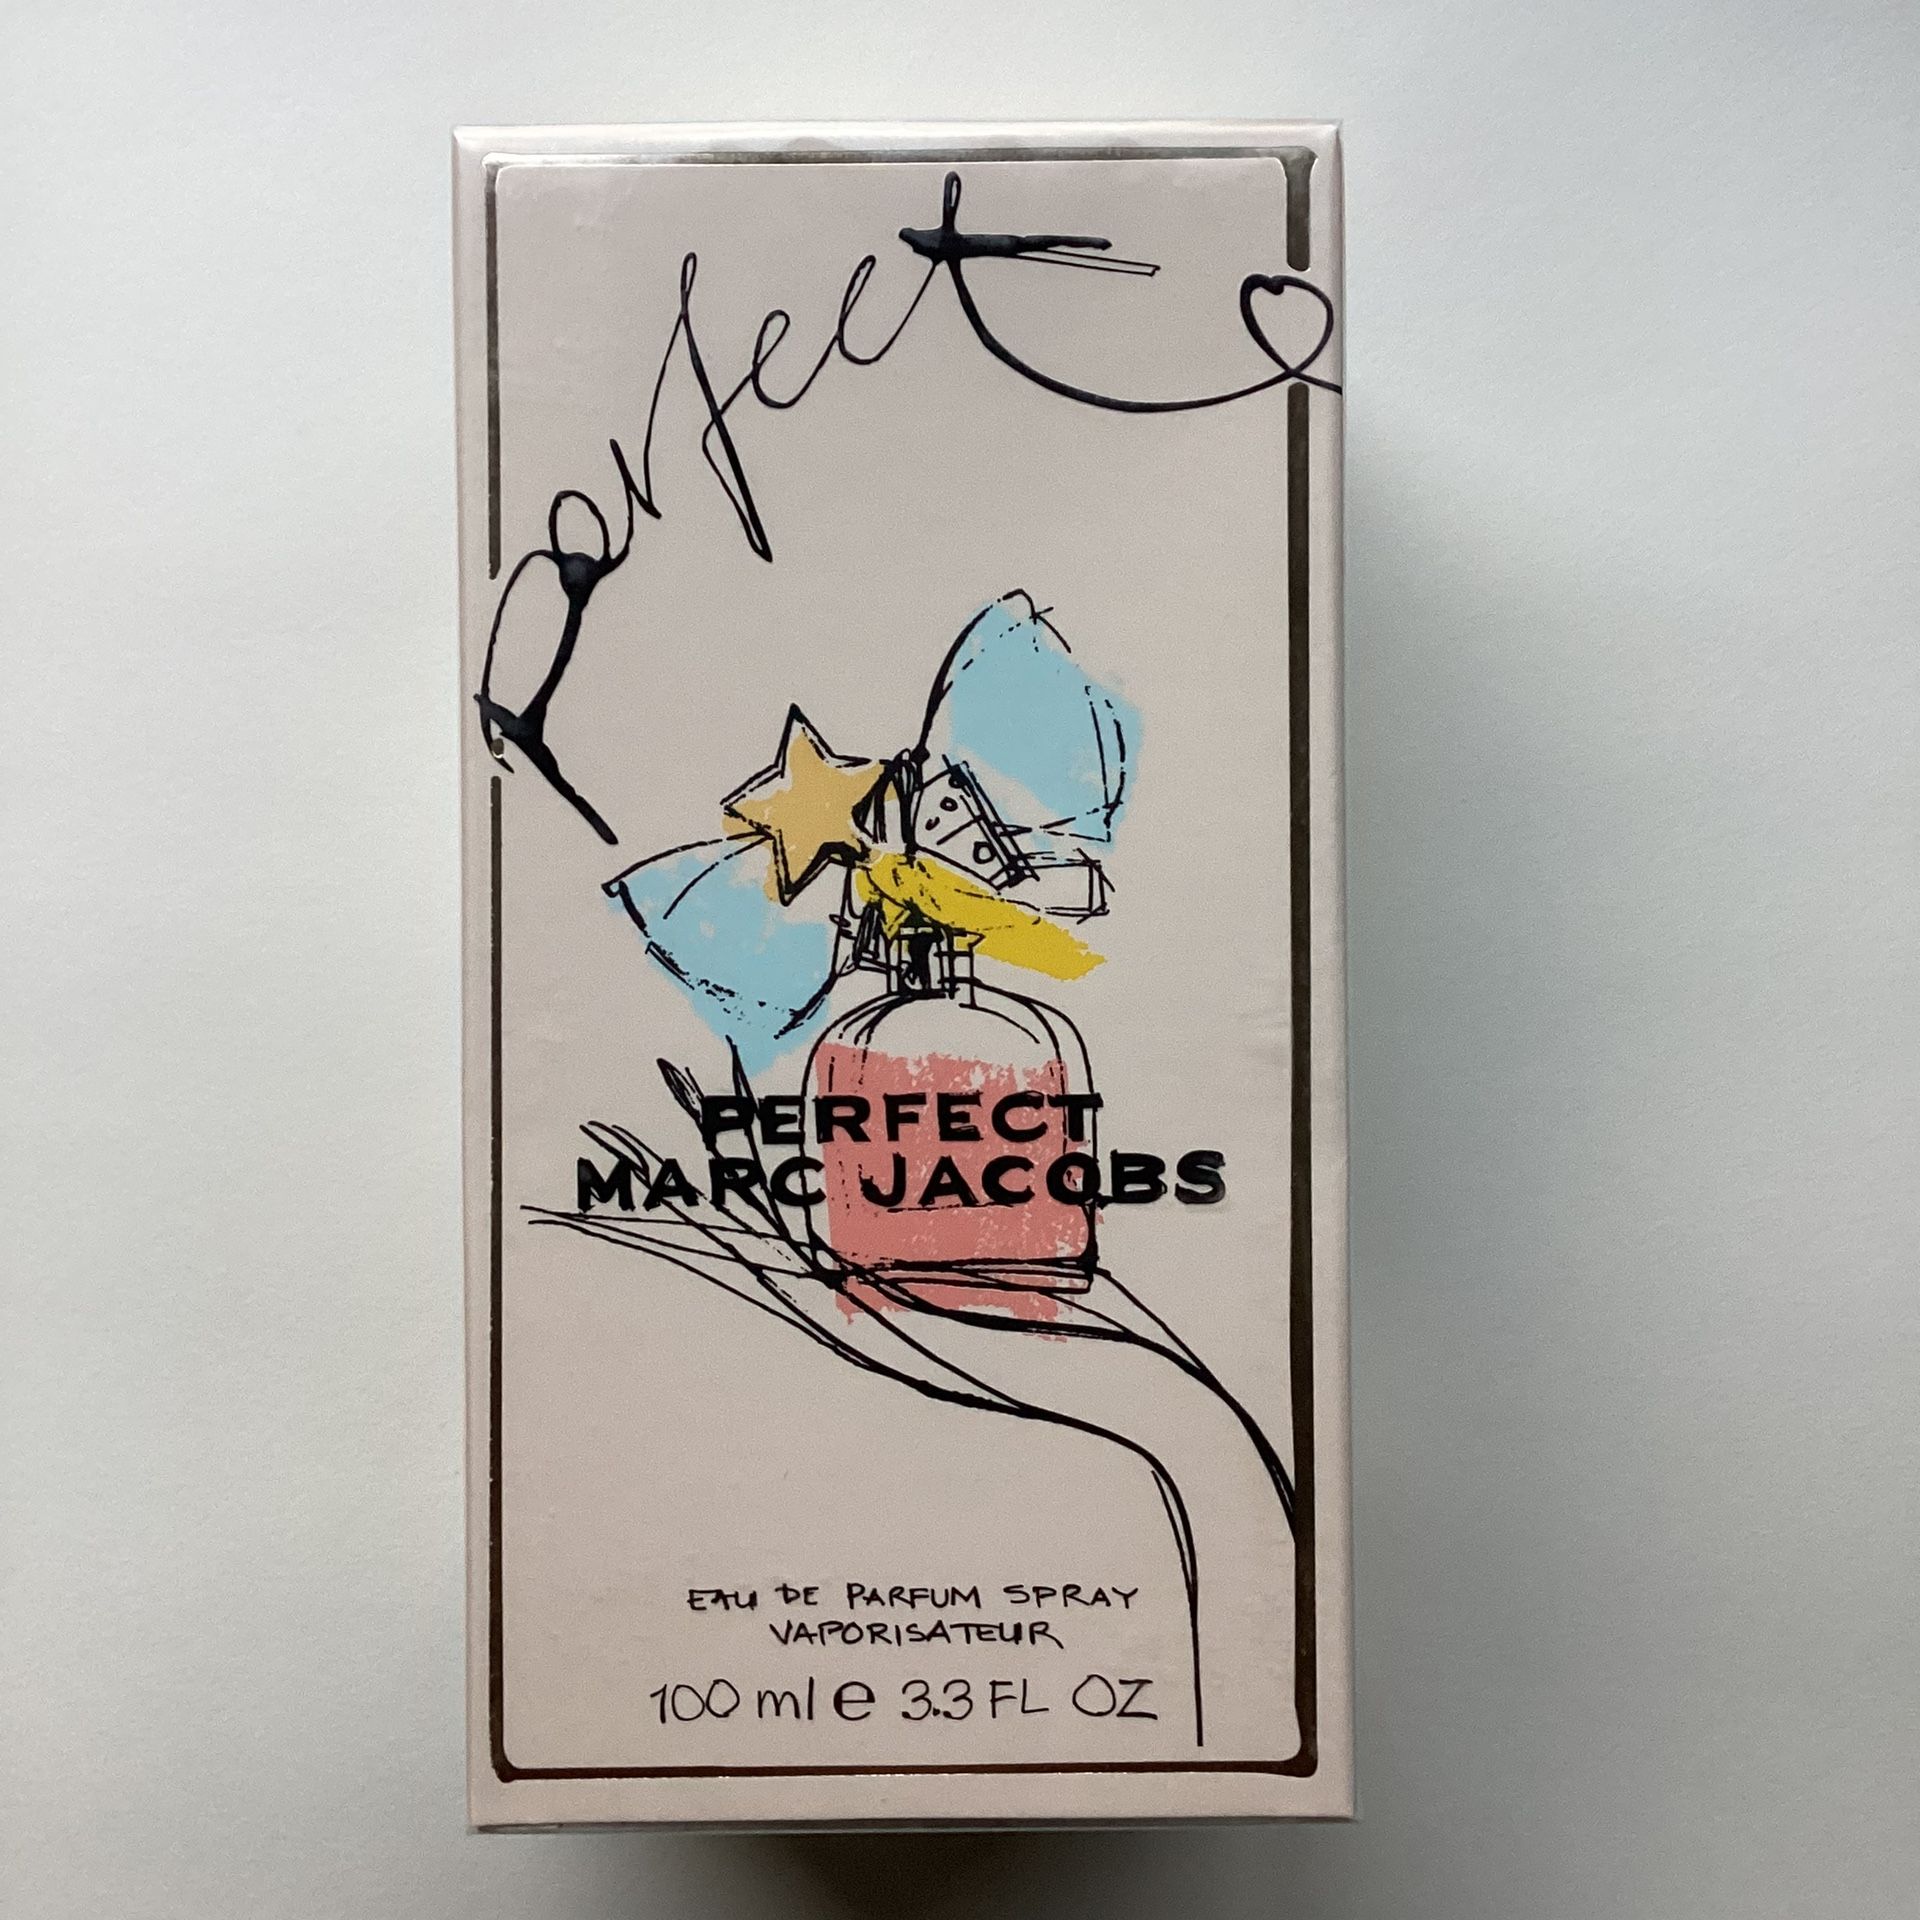 perfect
PERFECT
MARC JACOBS
EAU DE PARFUM SPRAY
VAPORISATEUR
100 ml e 3.3 FL OZ